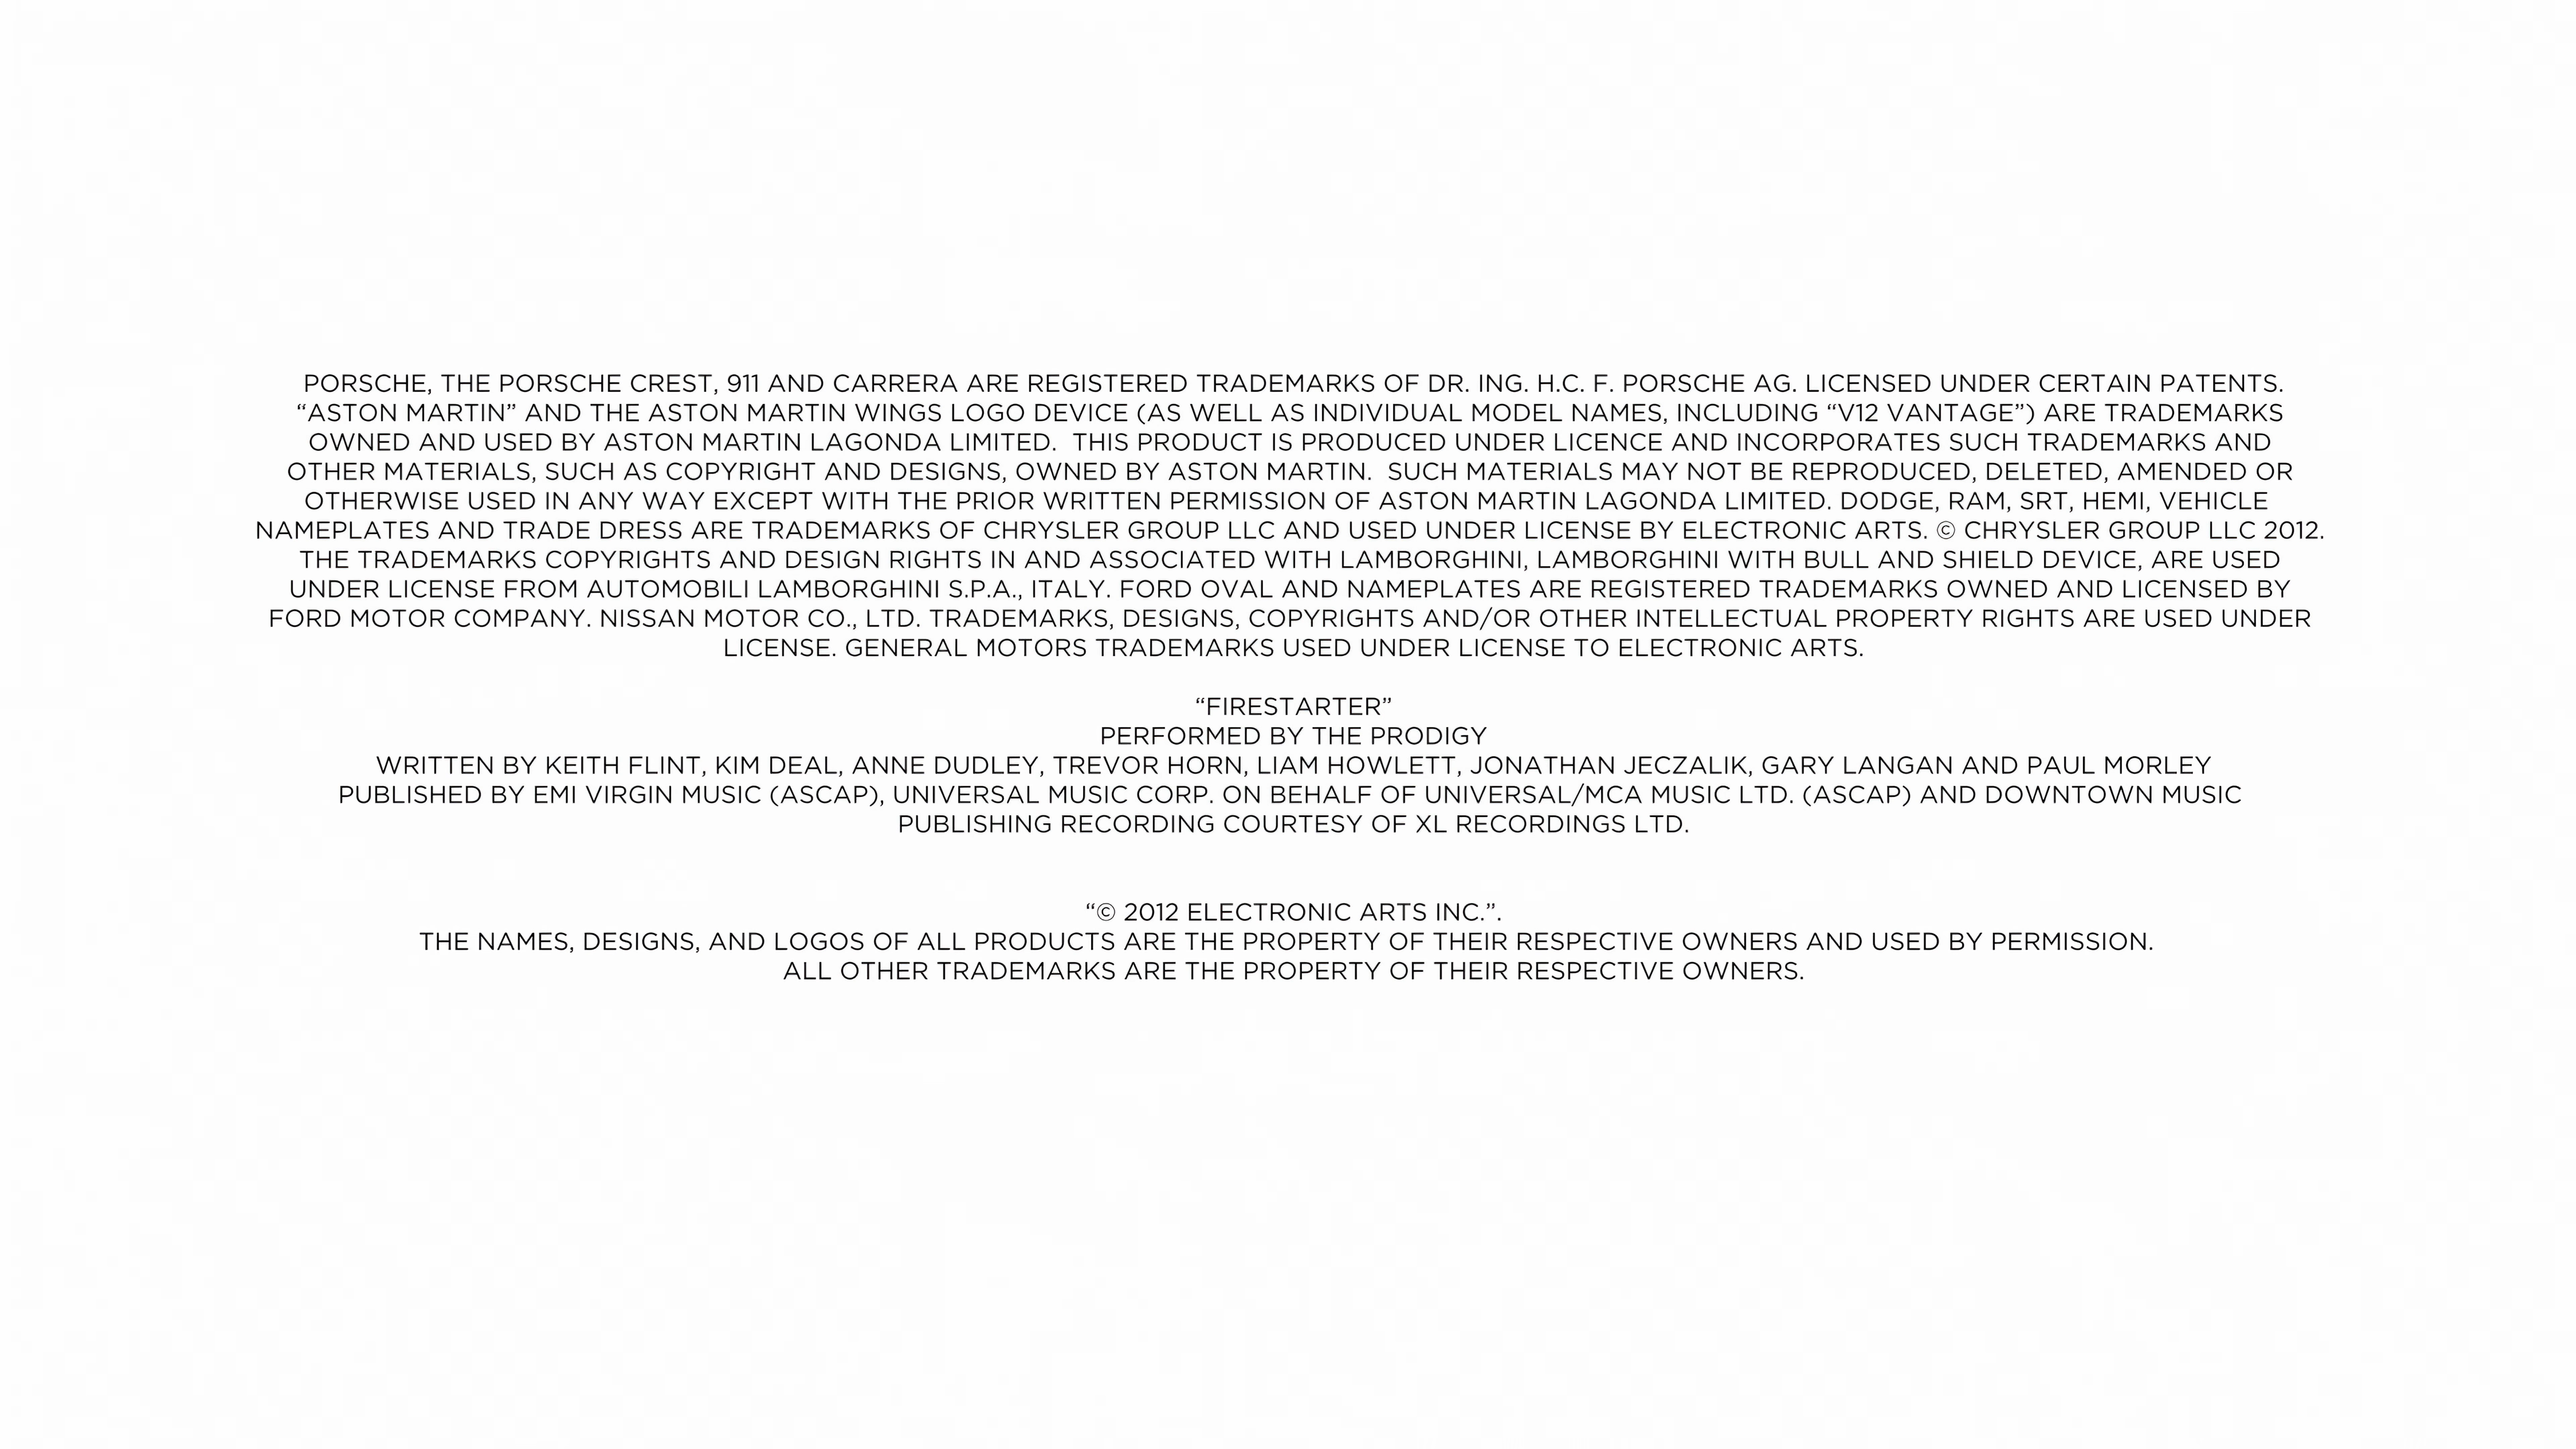 PORSCHE, THE PORSCHE CREST, 911 AND CARRERA ARE REGISTERED TRADEMARKS OF DR. ING. H.C. F. PORSCHE AG. LICENSED UNDER CERTAIN PATENTS.
“ASTON MARTIN” AND THE ASTON MARTIN WINGS LOGO DEVICE (AS WELL AS INDIVIDUAL MODEL NAMES, INCLUDING “V12 VANTAGE”) ARE TRADEMARKS
OWNED AND USED BY ASTON MARTIN LAGONDA LIMITED.  THIS PRODUCT IS PRODUCED UNDER LICENCE AND INCORPORATES SUCH TRADEMARKS AND
OTHER MATERIALS, SUCH AS COPYRIGHT AND DESIGNS, OWNED BY ASTON MARTIN.  SUCH MATERIALS MAY NOT BE REPRODUCED, DELETED, AMENDED OR
OTHERWISE USED IN ANY WAY EXCEPT WITH THE PRIOR WRITTEN PERMISSION OF ASTON MARTIN LAGONDA LIMITED. DODGE, RAM, SRT, HEMI, VEHICLE
NAMEPLATES AND TRADE DRESS ARE TRADEMARKS OF CHRYSLER GROUP LLC AND USED UNDER LICENSE BY ELECTRONIC ARTS. © CHRYSLER GROUP LLC 2012.
THE TRADEMARKS COPYRIGHTS AND DESIGN RIGHTS IN AND ASSOCIATED WITH LAMBORGHINI, LAMBORGHINI WITH BULL AND SHIELD DEVICE, ARE USED
UNDER LICENSE FROM AUTOMOBILI LAMBORGHINI S.P.A., ITALY. FORD OVAL AND NAMEPLATES ARE REGISTERED TRADEMARKS OWNED AND LICENSED BY
FORD MOTOR COMPANY. NISSAN MOTOR CO., LTD. TRADEMARKS, DESIGNS, COPYRIGHTS AND/OR OTHER INTELLECTUAL PROPERTY RIGHTS ARE USED UNDER
LICENSE. GENERAL MOTORS TRADEMARKS USED UNDER LICENSE TO ELECTRONIC ARTS.
“FIRESTARTER”
PERFORMED BY THE PRODIGY
WRITTEN BY KEITH FLINT, KIM DEAL, ANNE DUDLEY, TREVOR HORN, LIAM HOWLETT, JONATHAN JECZALIK, GARY LANGAN AND PAUL MORLEY
PUBLISHED BY EMI VIRGIN MUSIC (ASCAP), UNIVERSAL MUSIC CORP. ON BEHALF OF UNIVERSAL/MCA MUSIC LTD. (ASCAP) AND DOWNTOWN MUSIC
PUBLISHING RECORDING COURTESY OF XL RECORDINGS LTD.
“© 2012 ELECTRONIC ARTS INC.”.
THE NAMES, DESIGNS, AND LOGOS OF ALL PRODUCTS ARE THE PROPERTY OF THEIR RESPECTIVE OWNERS AND USED BY PERMISSION.
ALL OTHER TRADEMARKS ARE THE PROPERTY OF THEIR RESPECTIVE OWNERS.